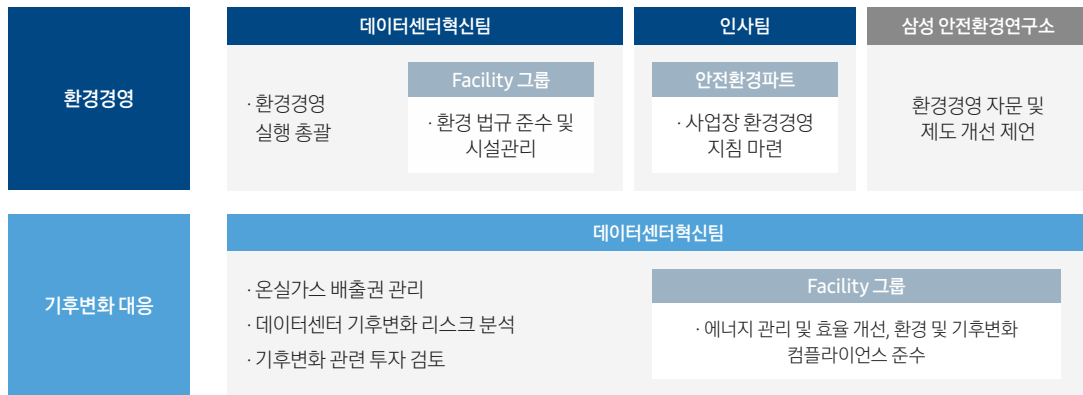 환경경영
데이터센터혁신팀
· 환경경영
실행 총괄
Facility 그룹
· 환경 법규 준수 및
시설관리
인사팀
안전환경파트
· 사업장 환경경영
지침 마련
삼성 안전환경연구소
환경경영 자문 및
제도 개선 제언
기후변화 대응
데이터센터혁신팀
· 온실가스 배출권 관리
· 데이터센터 기후변화 리스크 분석
· 기후변화 관련 투자 검토
Facility 그룹
· 에너지 관리 및 효율 개선, 환경 및 기후변화
컴플라이언스 준수